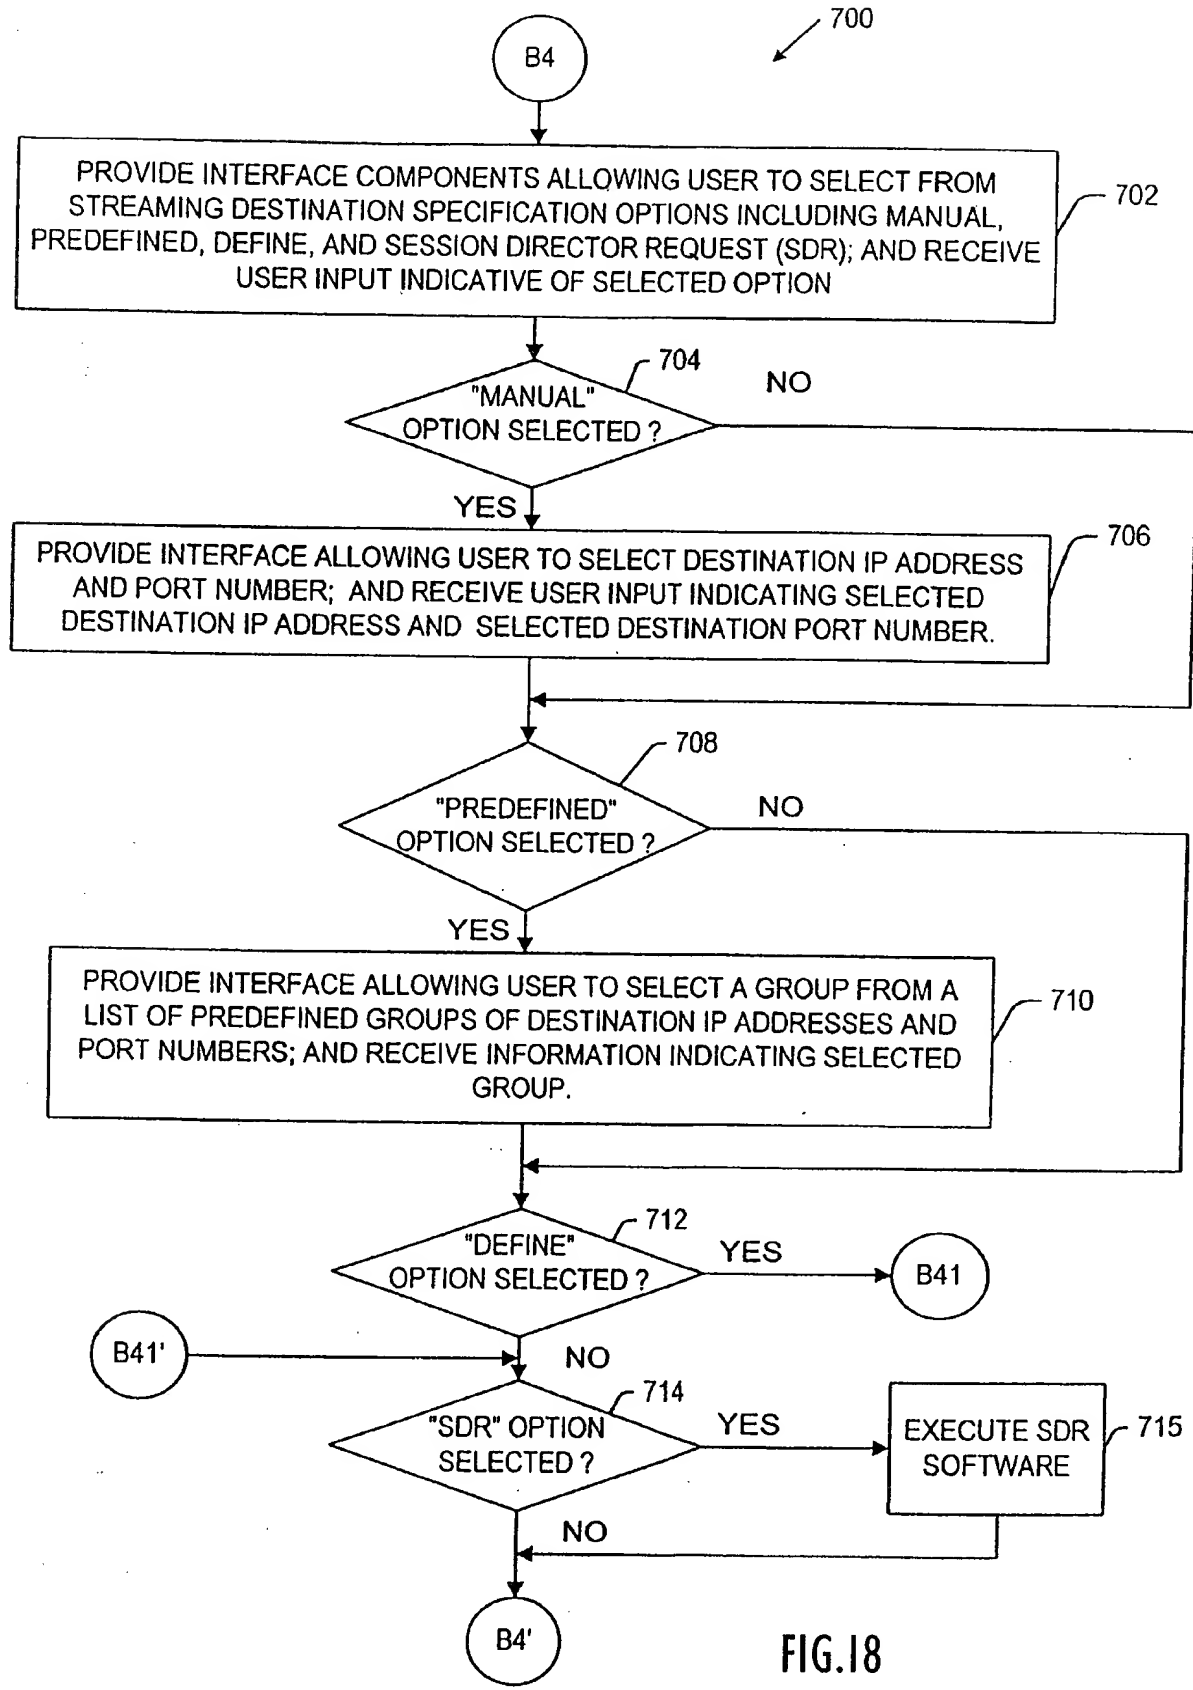 700
B4
PROVIDE INTERFACE COMPONENTS ALLOWING USER TO SELECT FROM
STREAMING DESTINATION SPECIFICATION OPTIONS INCLUDING MANUAL,
PREDEFINED, DEFINE, AND SESSION DIRECTOR REQUEST (SDR); AND RECEIVE
USER INPUT INDICATIVE OF SELECTED OPTION
702
704
"MANUAL"
OPTION SELECTED ?
NO
YES
706
PROVIDE INTERFACE ALLOWING USER TO SELECT DESTINATION IP ADDRESS
AND PORT NUMBER; AND RECEIVE USER INPUT INDICATING SELECTED
DESTINATION IP ADDRESS AND SELECTED DESTINATION PORT NUMBER.
708
"PREDEFINED"
OPTION SELECTED ?
NO
YES
PROVIDE INTERFACE ALLOWING USER TO SELECT A GROUP FROM A
LIST OF PREDEFINED GROUPS OF DESTINATION IP ADDRESSES AND
PORT NUMBERS; AND RECEIVE INFORMATION INDICATING SELECTED
GROUP.
710
712
"DEFINE"
OPTION SELECTED ?
YES
B41
B41'
NO
714
"SDR" OPTION
SELECTED ?
YES
EXECUTE SDR
SOFTWARE
715
NO
B4'
FIG.18